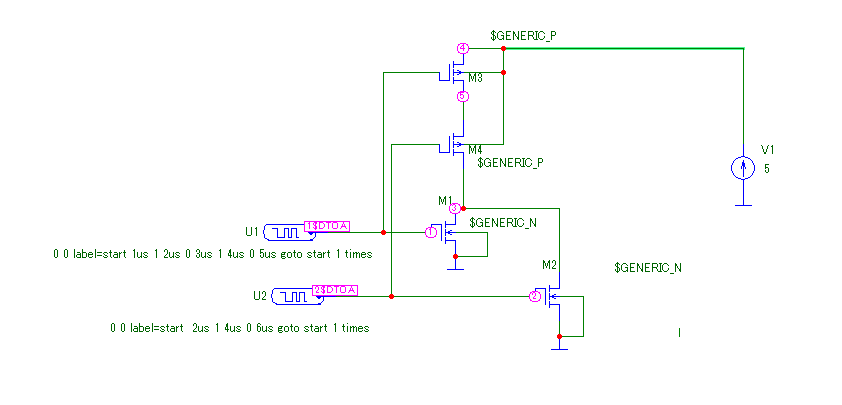 $GENERIC_P
4
M3
5
V1
5
M4
$GENERIC_P
M1
3
1$DTOA
$GENERIC_N
U1
1
0 0 label=start 1us 1 2us 0 3us 1 4us 0 5us goto start 1 times
M2
$GENERIC_N
2$DTOA
U2
2
0 0 label=start 2us 1 4us 0 6us goto start 1 times